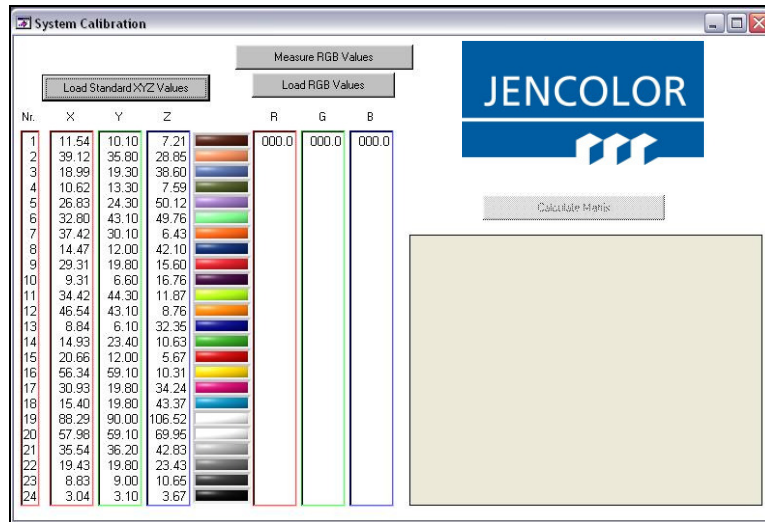 System Calibration
Measure RGB Values
Load Standard XYZ Values
Load RGB Values
JENCOLOR
Nr. X Y Z R G B
1 11.54 10.10 7.21 000.0 000.0 000.0
2 39.12 35.80 28.85
3 18.99 19.30 38.60
4 10.62 13.30 7.59
5 26.83 24.30 50.12
6 32.80 43.10 49.76
7 37.42 30.10 6.43
8 14.47 12.00 42.10
9 29.31 19.80 15.60
10 9.31 6.60 16.76
11 34.42 44.30 11.87
12 46.54 43.10 8.76
13 8.84 6.10 32.35
14 14.93 23.40 10.63
15 20.66 12.00 5.67
16 56.34 59.10 10.31
17 30.93 19.80 34.24
18 15.40 19.80 43.37
19 88.29 90.00 106.52
20 57.98 59.10 69.95
21 35.54 36.20 42.83
22 19.43 19.80 23.43
23 8.83 9.00 10.65
24 3.04 3.10 3.67
Calculate Matrix